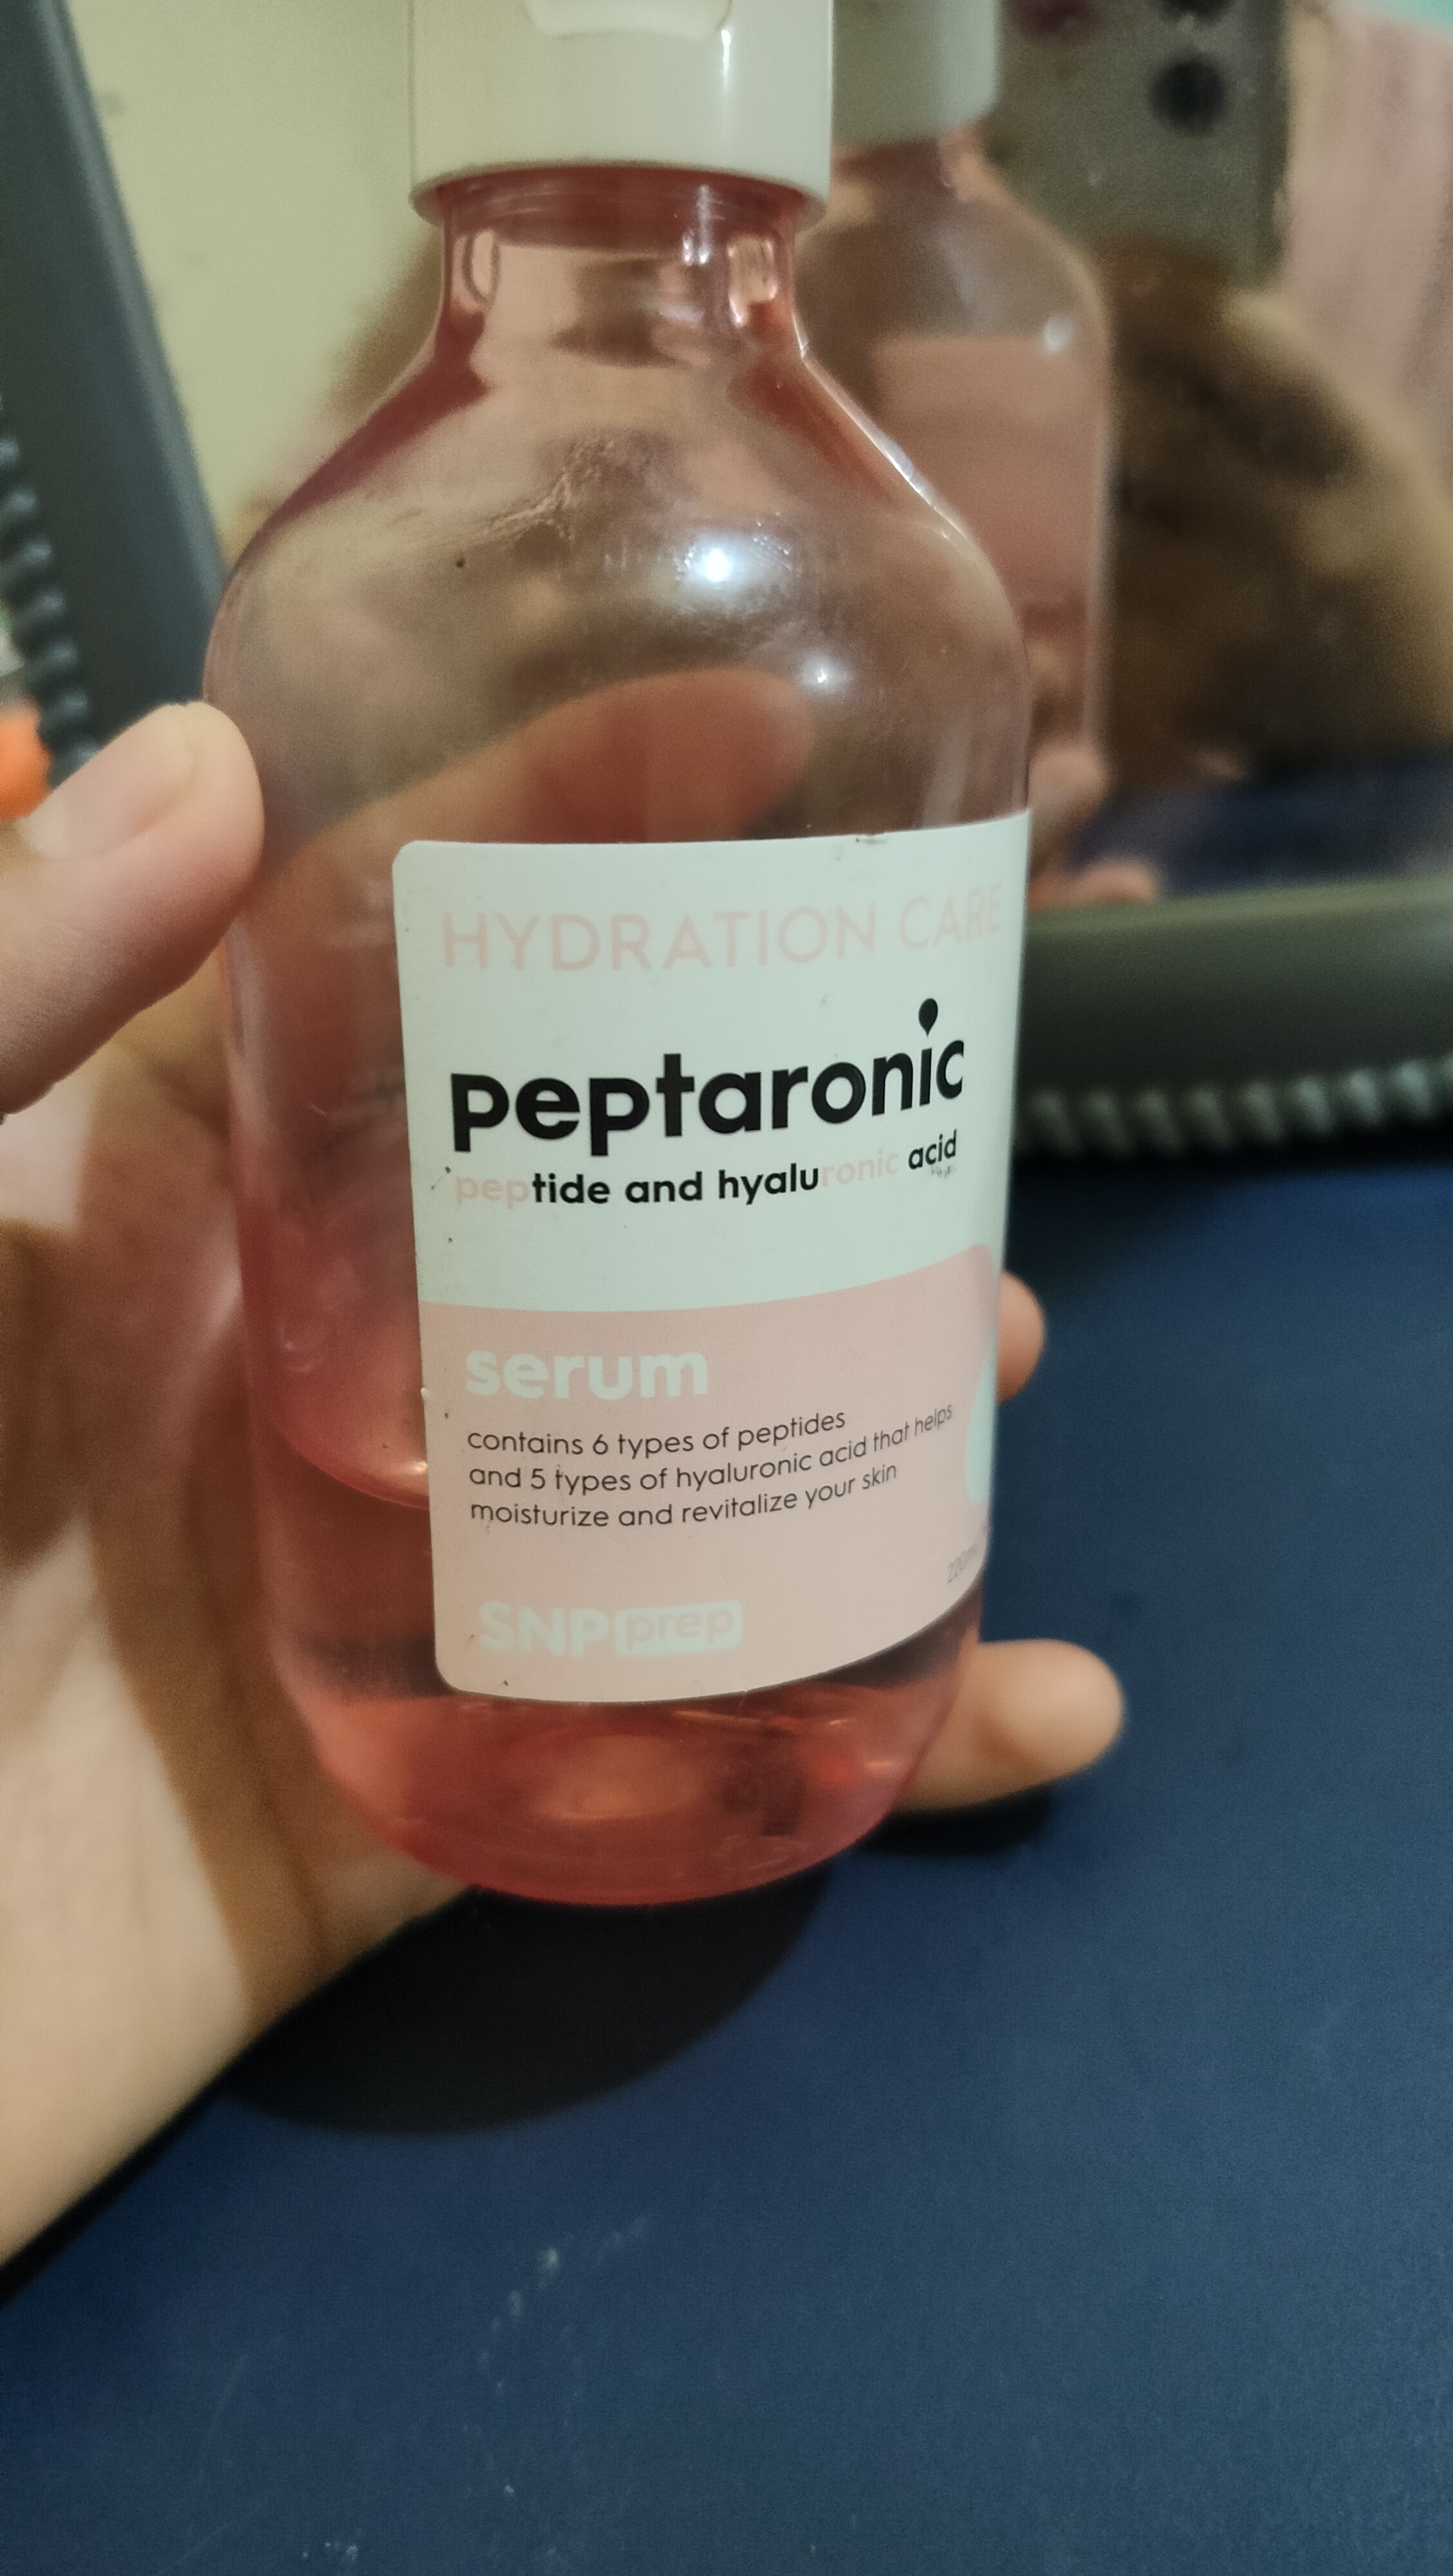 HYDRATION CARE
peptaronic
peptide and hyaluronic acid
serum
contains 6 types of peptides
and 5 types of hyaluronic acid that helps
moisturize and revitalize your skin
SNP prep